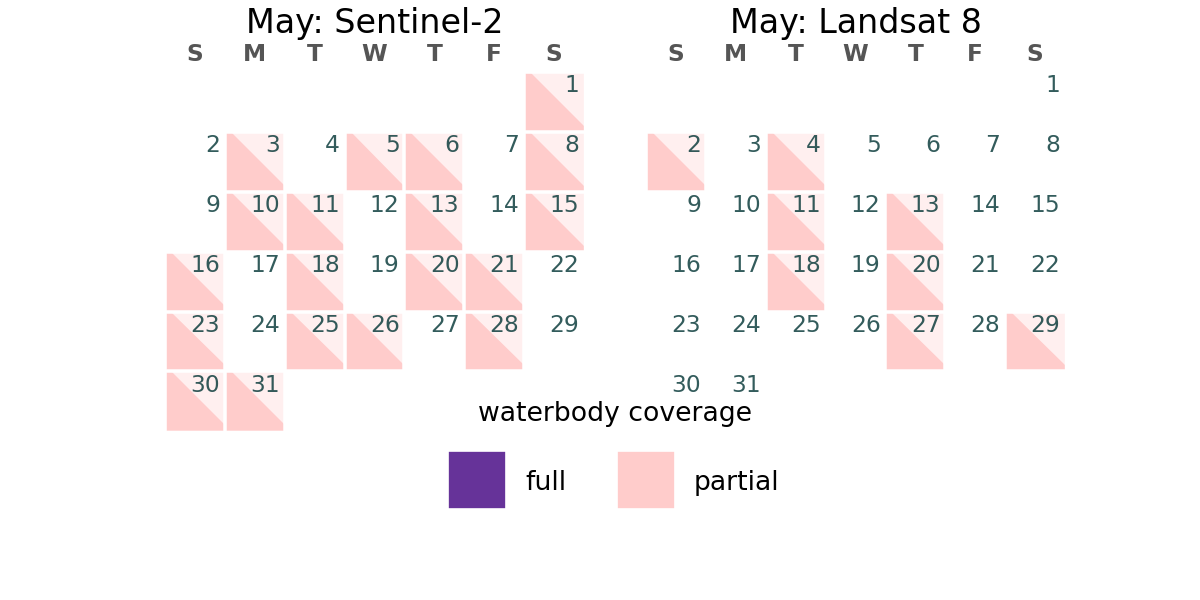 May: Sentinel-2
S M T W T F S
1
2 3 4 5 6 7 8
9 10 11 12 13 14 15
16 17 18 19 20 21 22
23 24 25 26 27 28 29
30 31
May: Landsat 8
S M T W T F S
1
2 3 4 5 6 7 8
9 10 11 12 13 14 15
16 17 18 19 20 21 22
23 24 25 26 27 28 29
30 31
waterbody coverage
full partial